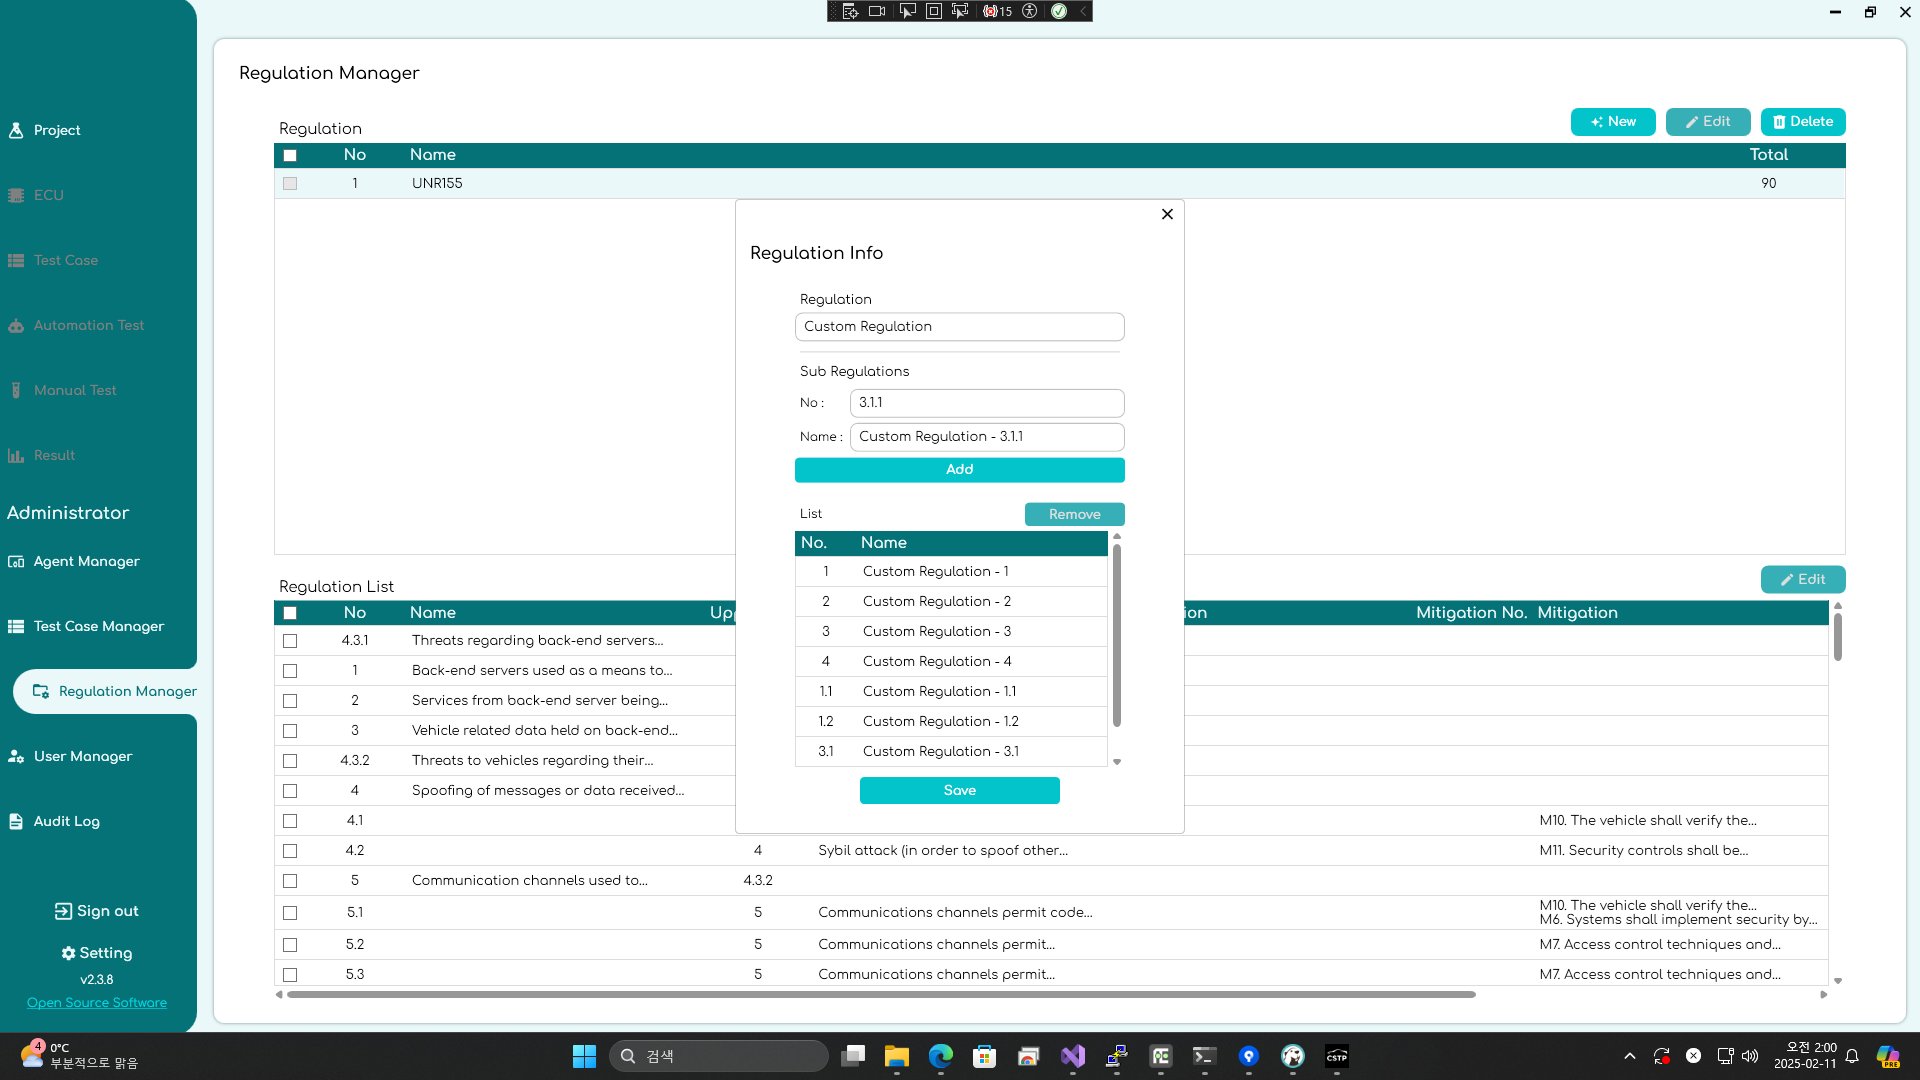 15
Project
ECU
Test Case
Automation Test
Manual Test
Result
Administrator
Agent Manager
Test Case Manager
Regulation Manager
User Manager
Audit Log
Sign out
Setting
v2.3.8
Open Source Software
Regulation Manager
Regulation
New
Edit
Delete
No Name Total
1 UNR155 90
Regulation Info
Regulation
Custom Regulation
Sub Regulations
No : 3.1.1
Name : Custom Regulation - 3.1.1
Add
List
Remove
No. Name
1 Custom Regulation - 1
2 Custom Regulation - 2
3 Custom Regulation - 3
4 Custom Regulation - 4
1.1 Custom Regulation - 1.1
1.2 Custom Regulation - 1.2
3.1 Custom Regulation - 3.1
Save
Regulation List
Edit
No Name Mitigation No. Mitigation
4.3.1 Threats regarding back-end servers...
1 Back-end servers used as a means to...
2 Services from back-end server being...
3 Vehicle related data held on back-end...
4.3.2 Threats to vehicles regarding their...
4 Spoofing of messages or data received...
4.1 M10. The vehicle shall verify the...
4.2 4 Sybil attack (in order to spoof other... M11. Security controls shall be...
5 Communication channels used to... 4.3.2
5.1 5 Communications channels permit code... M10. The vehicle shall verify the...
M6. Systems shall implement security by...
5.2 5 Communications channels permit... M7. Access control techniques and...
5.3 5 Communications channels permit... M7. Access control techniques and...
4
0°C
부분적으로 맑음
검색
CSTP
오전 2:00
2025-02-11
PRE